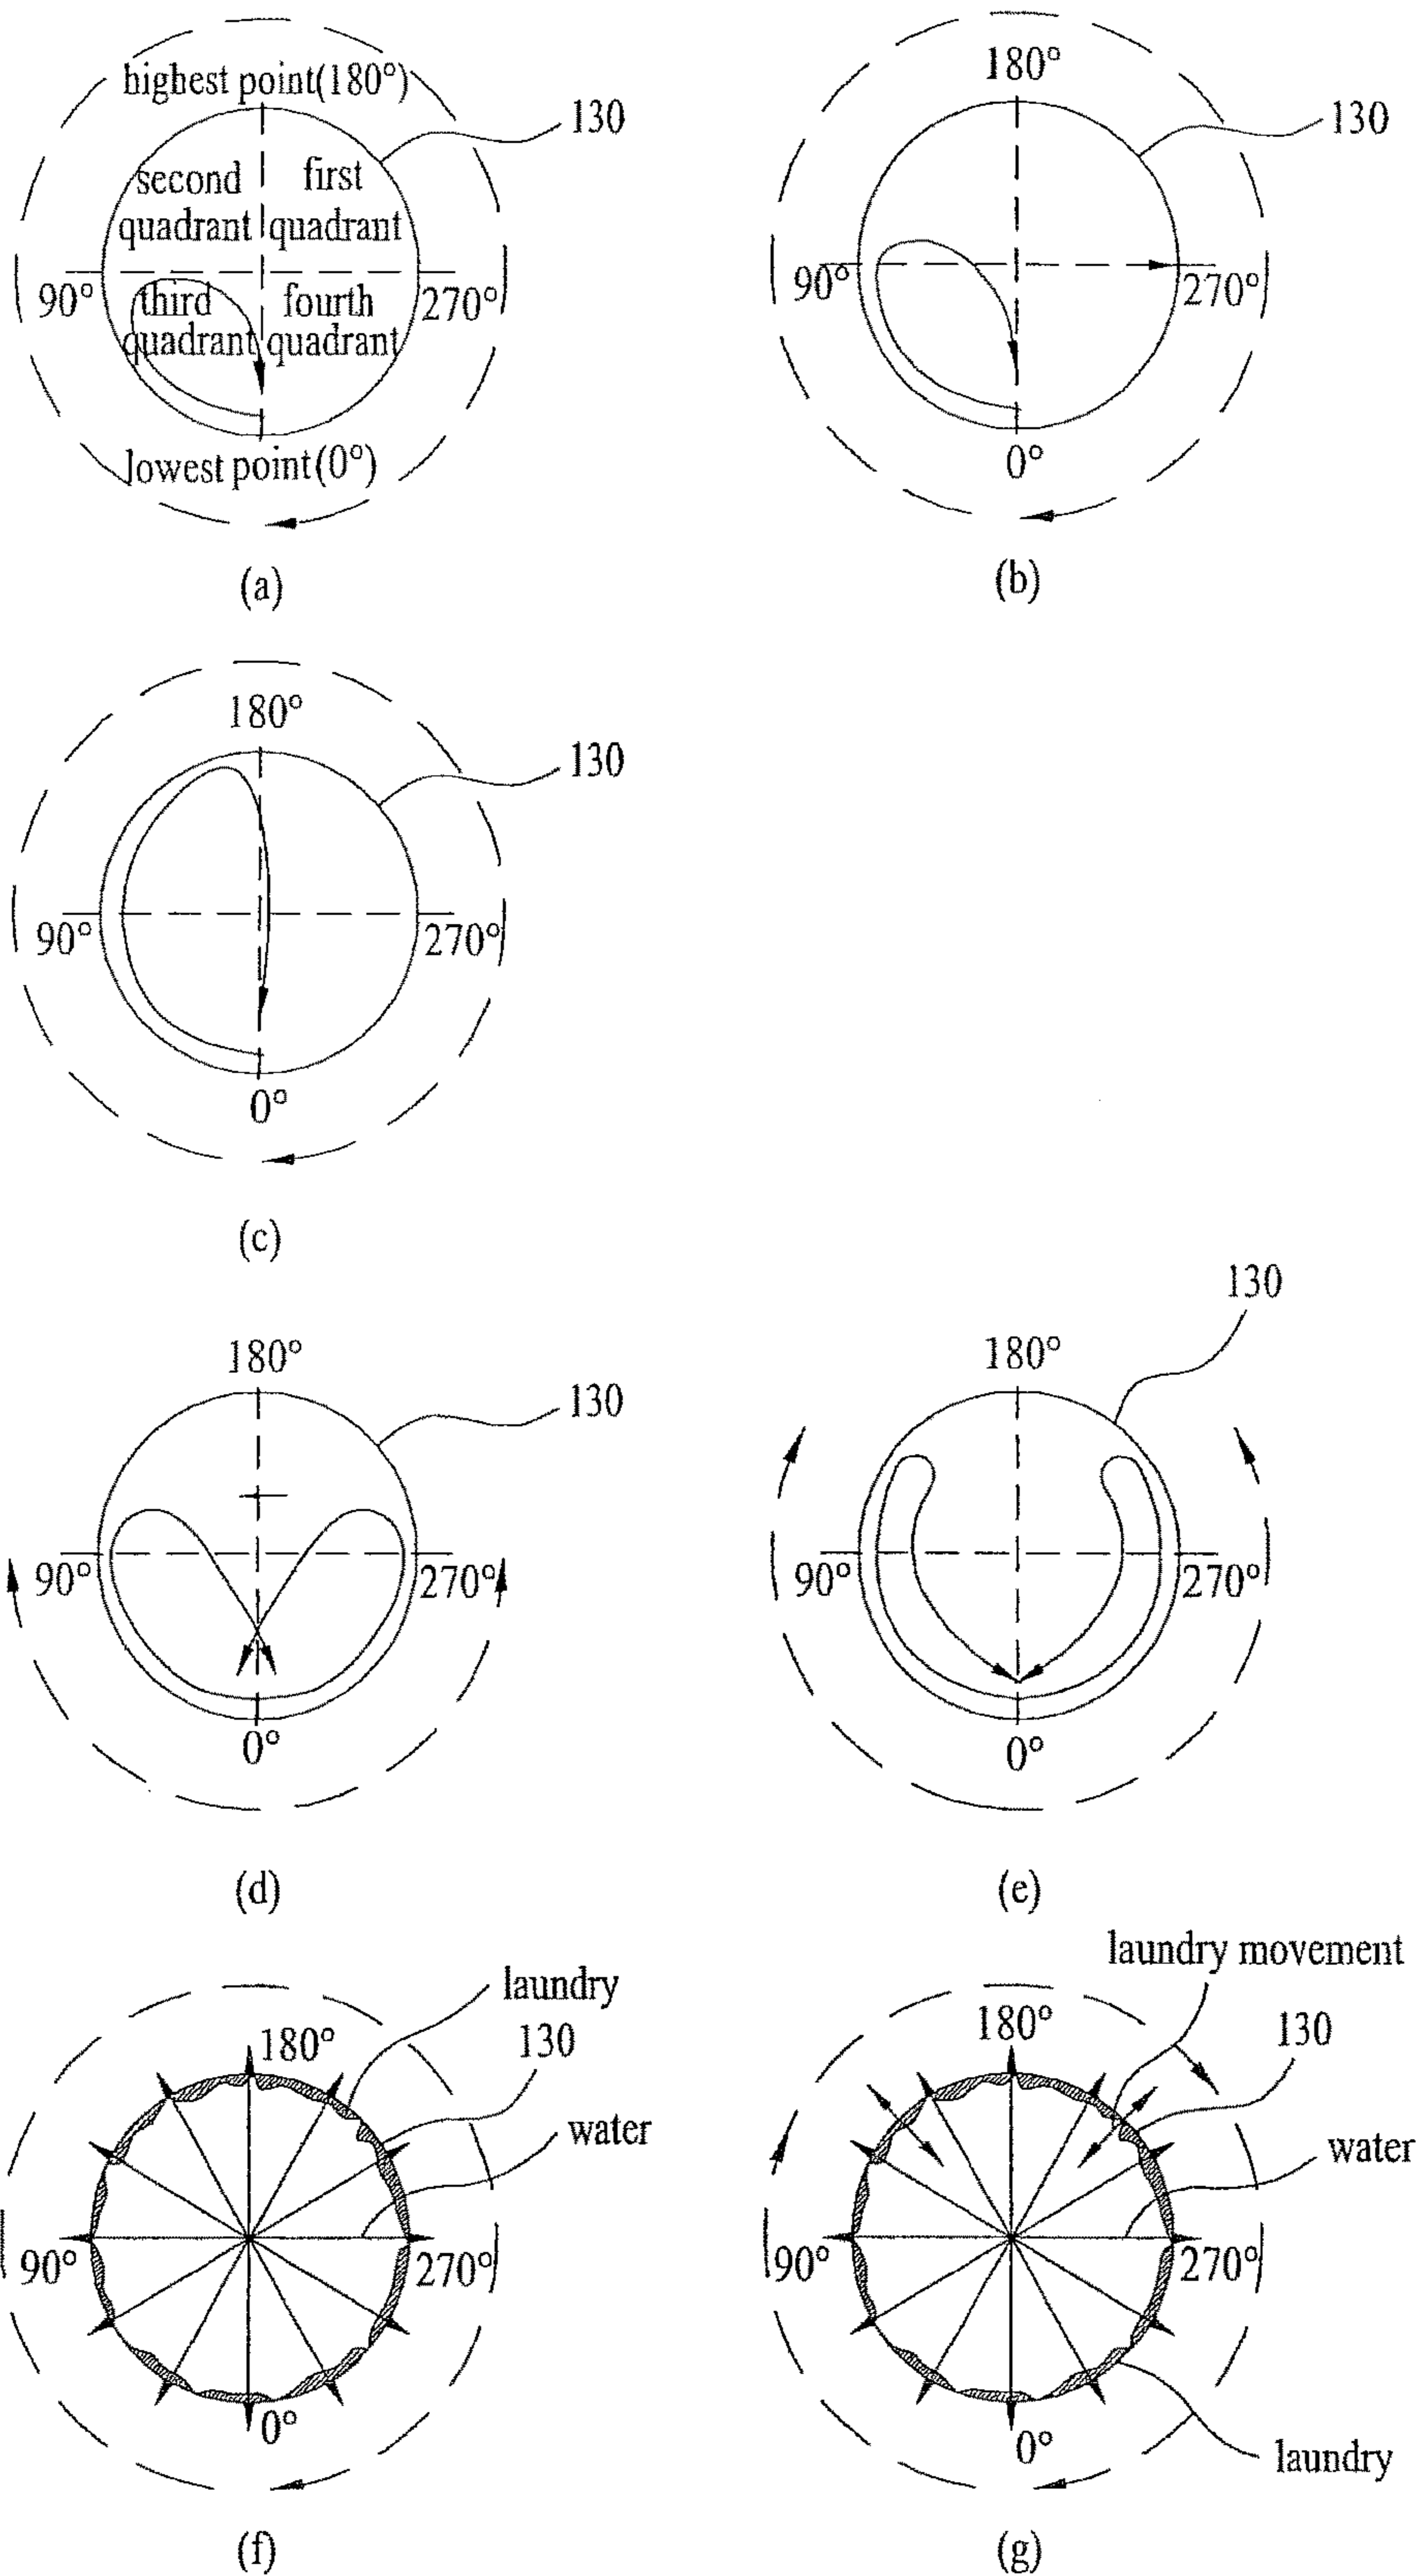 highest point(180°)
130
second first
quadrant quadrant
90° 270°
third fourth
quadrant quadrant
lowest point(0°)
(a)
180°
130
90° 270°
0°
(b)
180°
130
90° 270°
0°
(c)
180°
130
90° 270°
0°
(d)
130
180°
90° 270°
0°
(e)
laundry
130
180°
water
90° 270°
0°
(f)
laundry movement
180°
130
water
90° 270°
0°
laundry
(g)